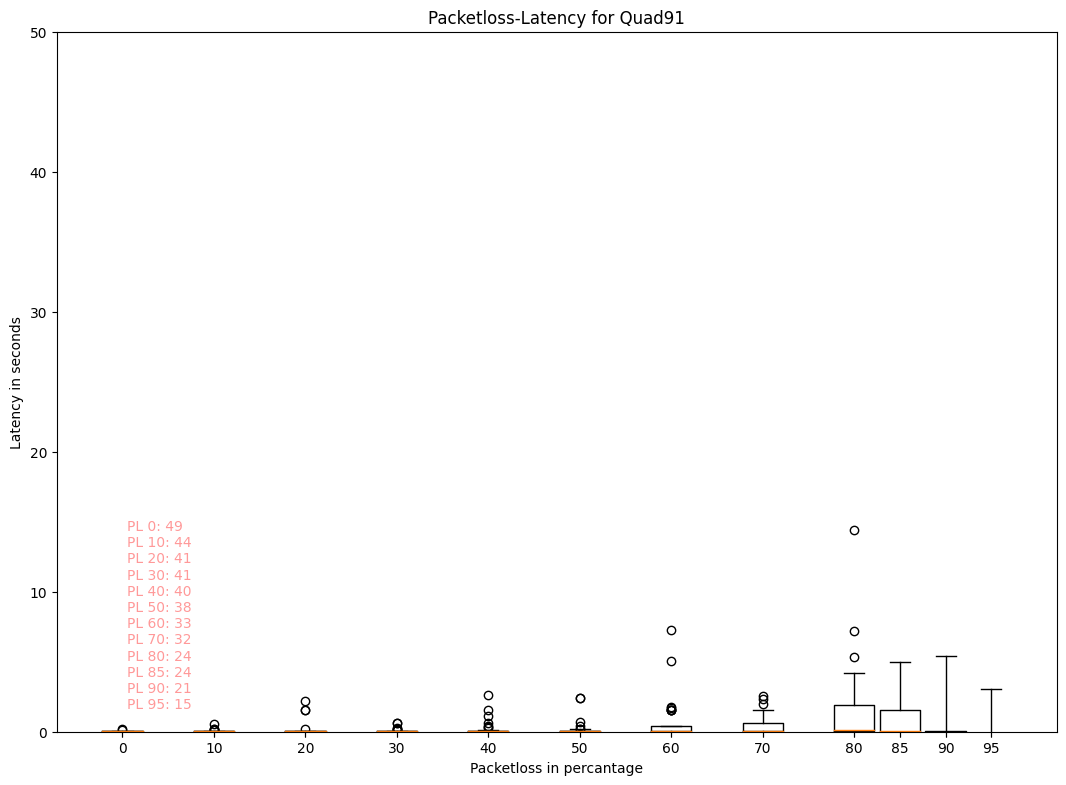 Packetloss-Latency for Quad91
50
40
30
20
10
0
Latency in seconds
PL 0: 49
PL 10: 44
PL 20: 41
PL 30: 41
PL 40: 40
PL 50: 38
PL 60: 33
PL 70: 32
PL 80: 24
PL 85: 24
PL 90: 21
PL 95: 15
0 10 20 30 40 50 60 70 80 85 90 95
Packetloss in percantage